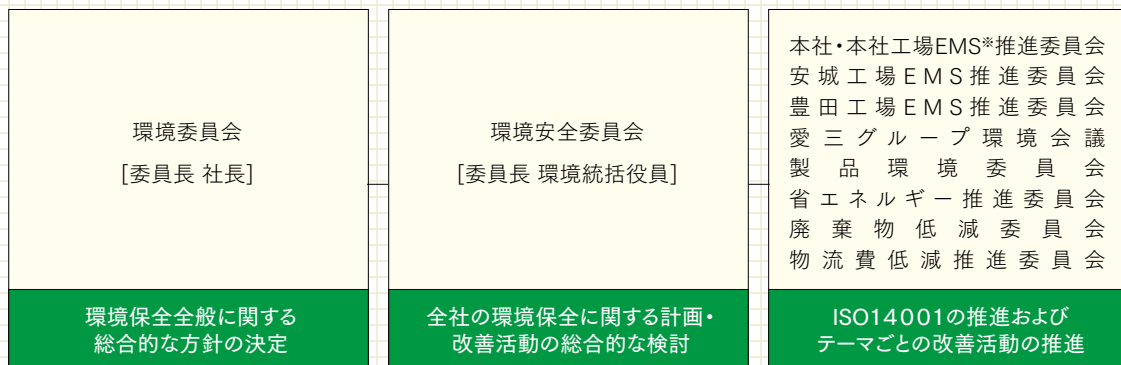 環境委員会
[委員長 社長]
環境保全全般に関する
総合的な方針の決定
環境安全委員会
[委員長 環境統括役員]
全社の環境保全に関する計画・
改善活動の総合的な検討
本社・本社工場EMS※推進委員会
安城工場EMS推進委員会
豊田工場EMS推進委員会
愛三グループ環境会議
製品環境委員会
省エネルギー推進委員会
廃棄物低減委員会
物流費低減推進委員会
ISO14001の推進および
テーマごとの改善活動の推進